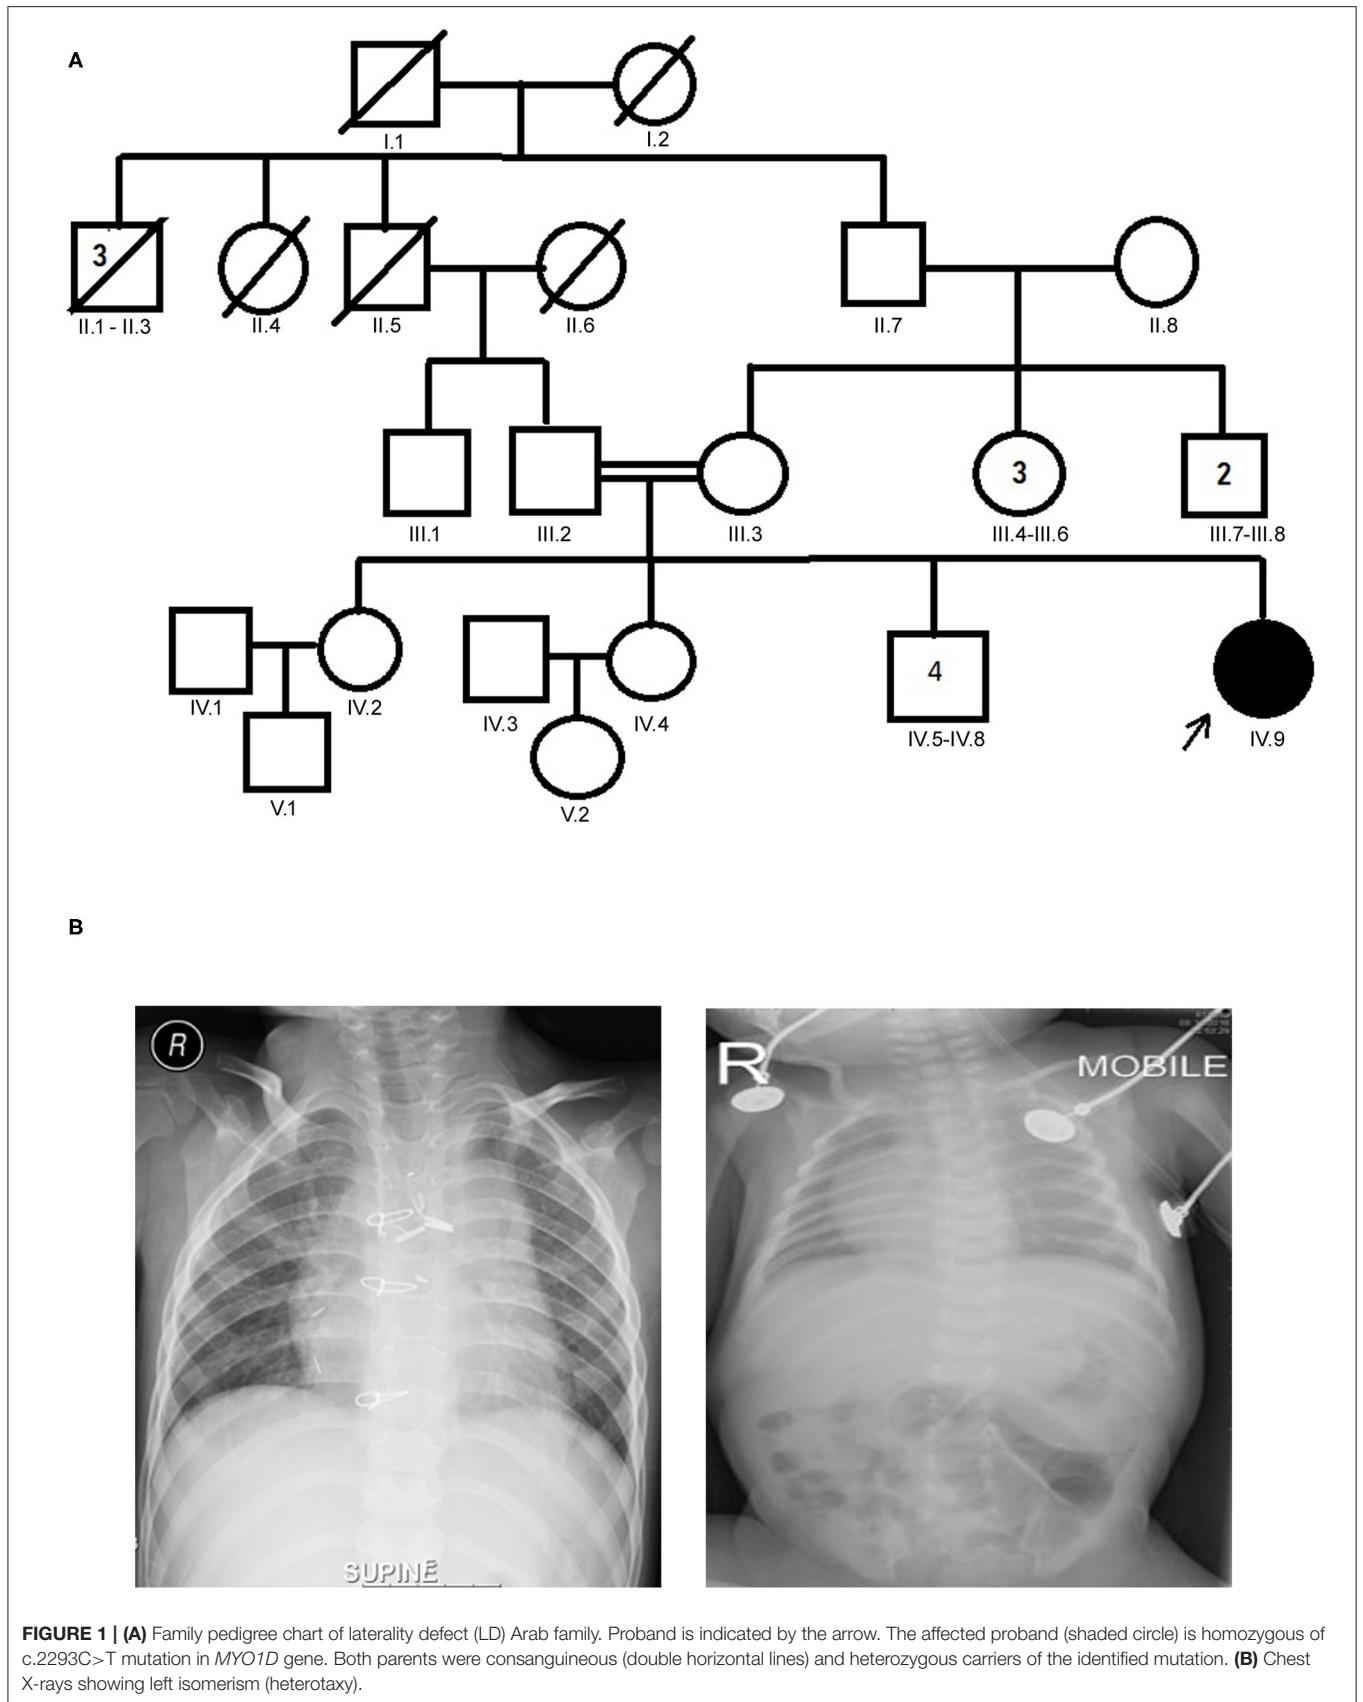 A
I.1
I.2
3
II.1 - II.3
II.4
II.5
II.6
II.7
II.8
III.1
III.2
III.3
3
III.4-III.6
2
III.7-III.8
IV.1
IV.2
IV.3
IV.4
4
IV.5-IV.8
IV.9
V.1
V.2
B
R
SUPINE
R
MOBILE
FIGURE 1 | (A) Family pedigree chart of laterality defect (LD) Arab family. Proband is indicated by the arrow. The affected proband (shaded circle) is homozygous of
c.2293C>T mutation in MYO1D gene. Both parents were consanguineous (double horizontal lines) and heterozygous carriers of the identified mutation. (B) Chest
X-rays showing left isomerism (heterotaxy).